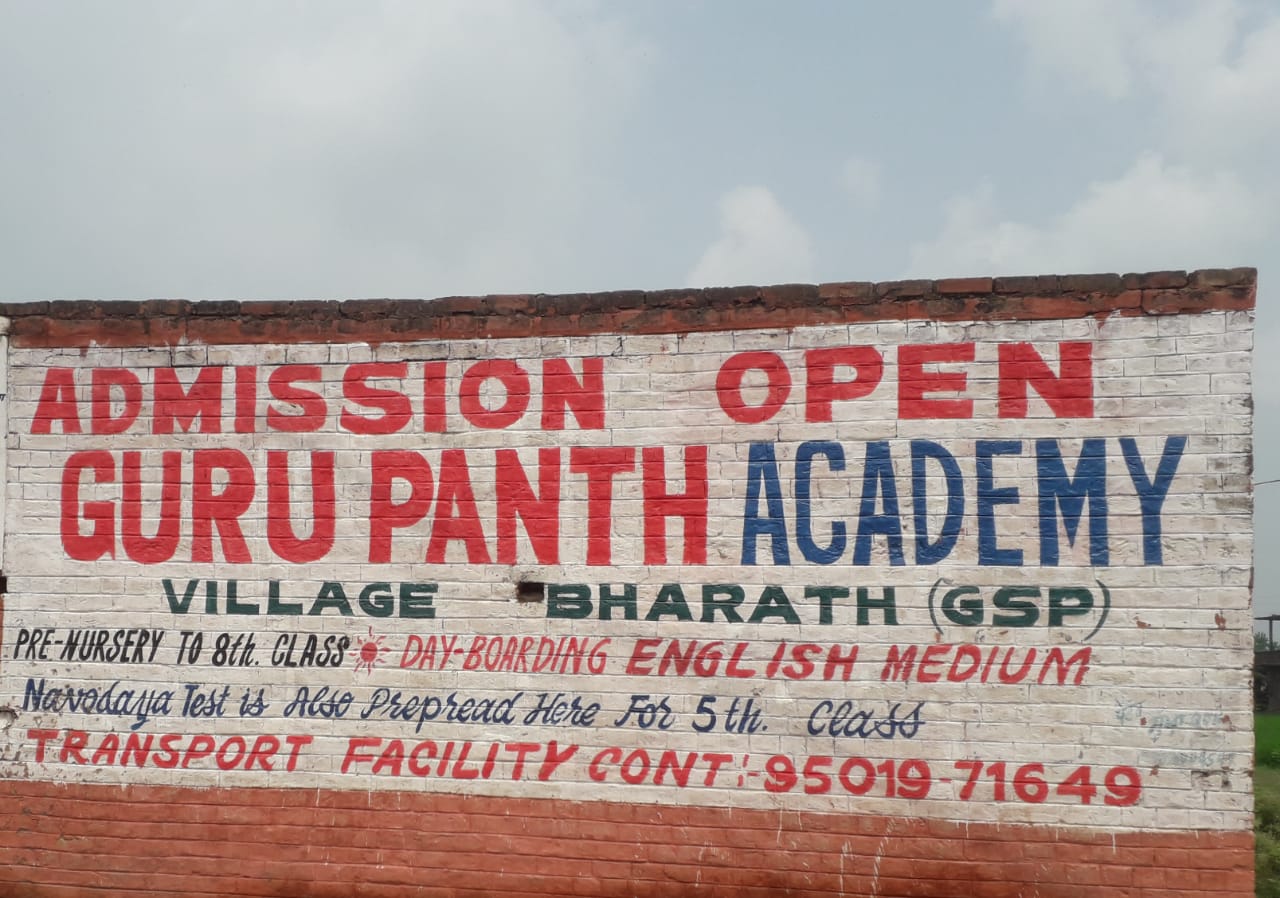 ADMISSION OPEN
GURU PANTH ACADEMY
VILLAGE BHARATH (GSP)
PRE-NURSERY TO 8th. CLASS DAY-BOARDING ENGLISH MEDIUM
Navodaya Test is Also Prepread Here For 5th. Class
TRANSPORT FACILITY CONT:-95019-71649